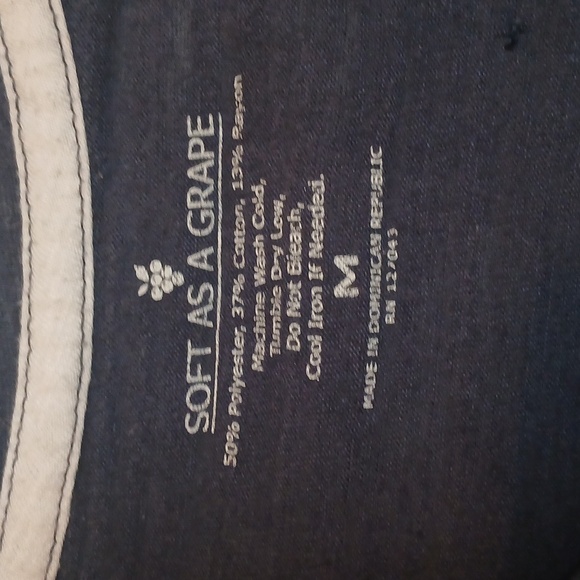 SOFT AS A GRAPE
50% Polyester, 37% Cotton, 13% Rayon
Machine Wash Cold,
Tumble Dry Low,
Do Not Bleach,
Cool Iron If Needed.
M
MADE IN DOMINICAN REPUBLIC
RN 127043